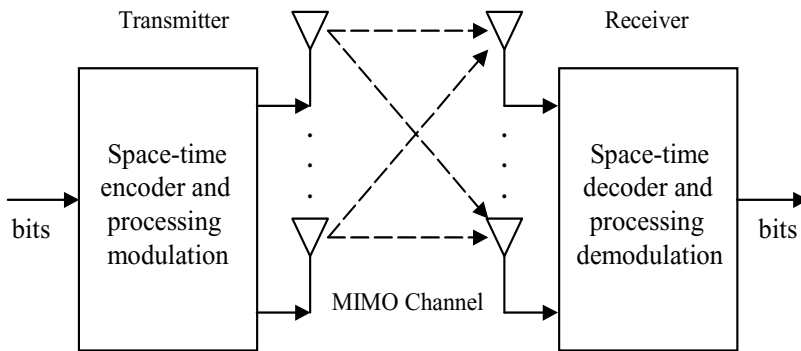 Transmitter
Receiver
Space-time
encoder and
processing
modulation
Space-time
decoder and
processing
demodulation
bits
bits
MIMO Channel